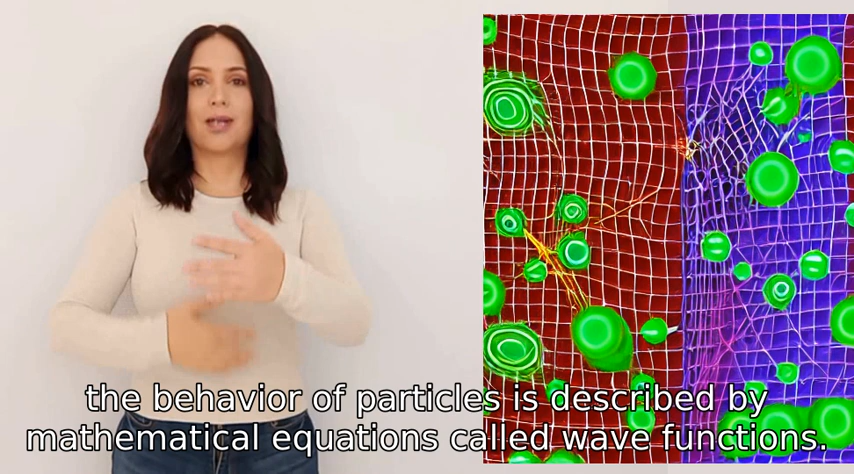 the behavior of particles is described by
mathematical equations called wave functions.